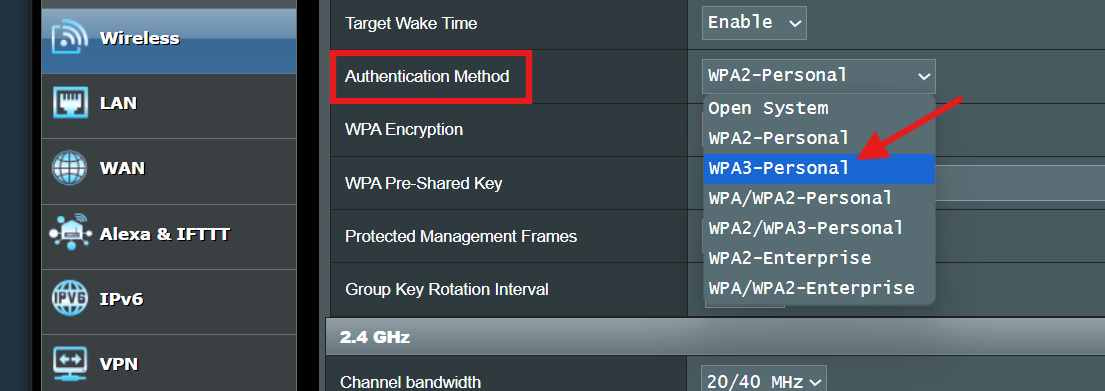 Wireless
LAN
WAN
Alexa & IFTTT
IPv6
VPN
Target Wake Time
Enable
Authentication Method
WPA2-Personal
Open System
WPA2-Personal
WPA3-Personal
WPA/WPA2-Personal
WPA2/WPA3-Personal
WPA2-Enterprise
WPA/WPA2-Enterprise
WPA Encryption
WPA Pre-Shared Key
Protected Management Frames
Group Key Rotation Interval
2.4 GHz
Channel bandwidth
20/40 MHz
IPV6